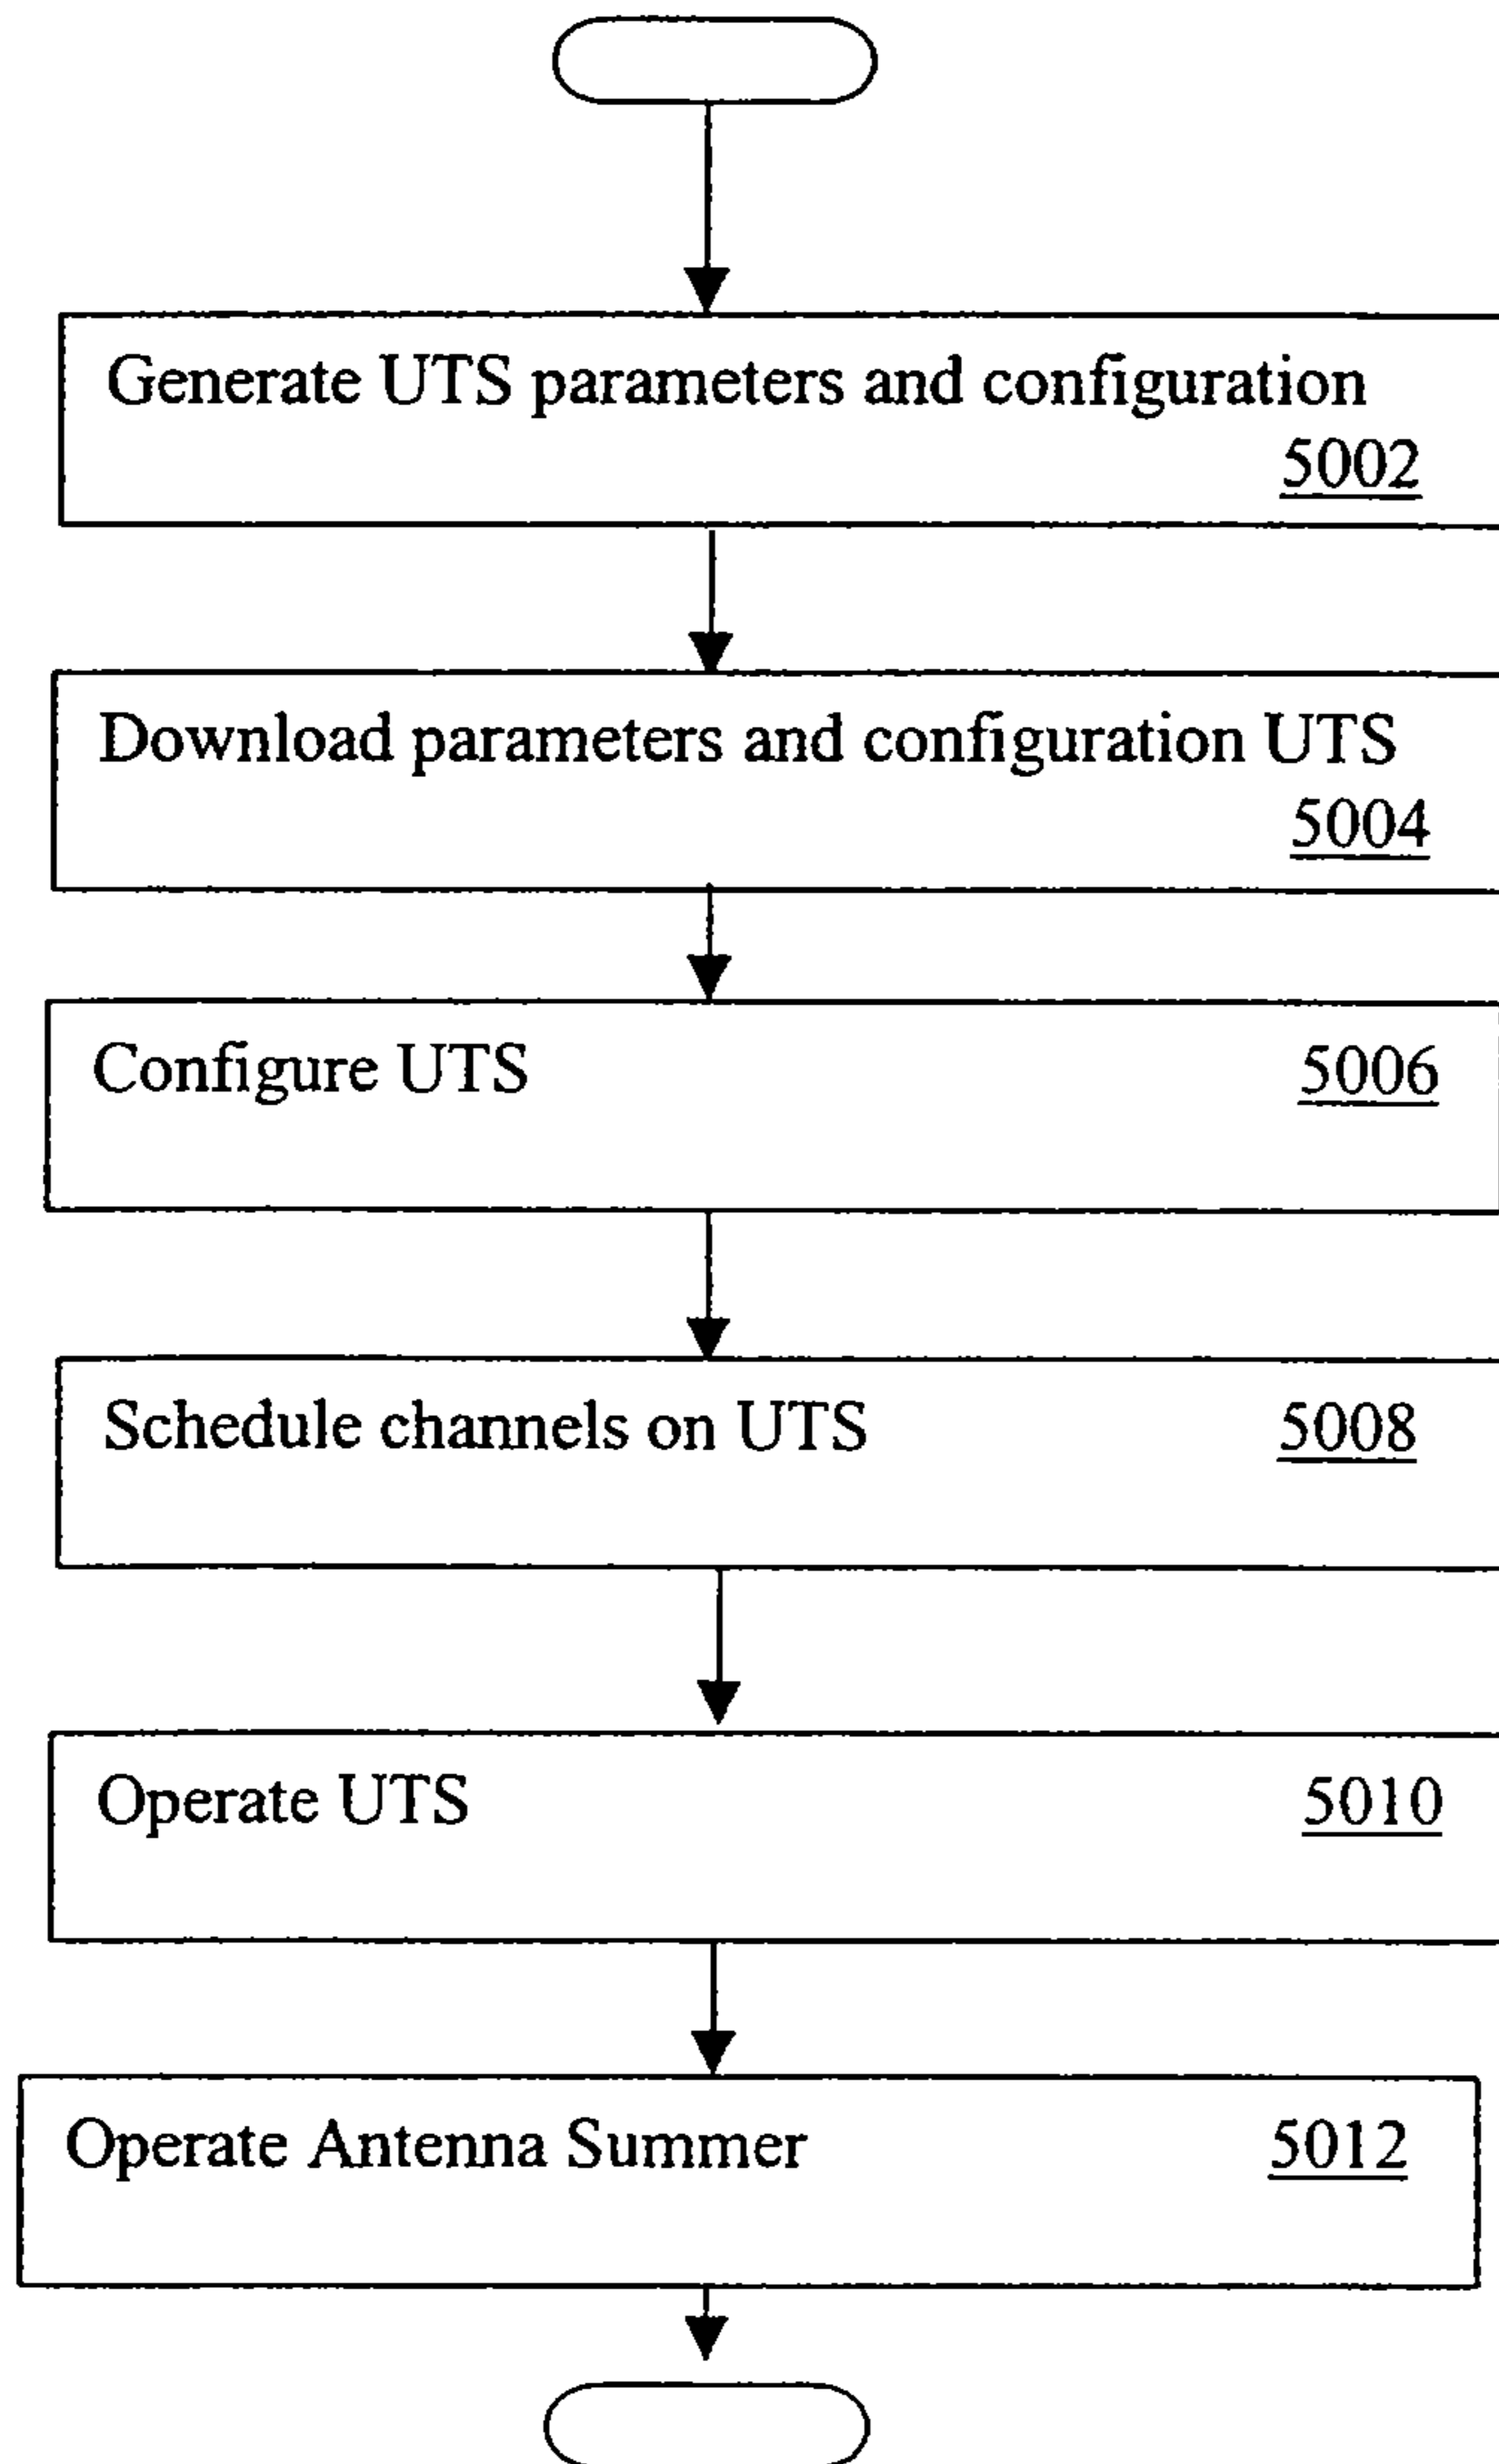 Generate UTS parameters and configuration
5002
Download parameters and configuration UTS
5004
Configure UTS 5006
Schedule channels on UTS 5008
Operate UTS 5010
Operate Antenna Summer 5012